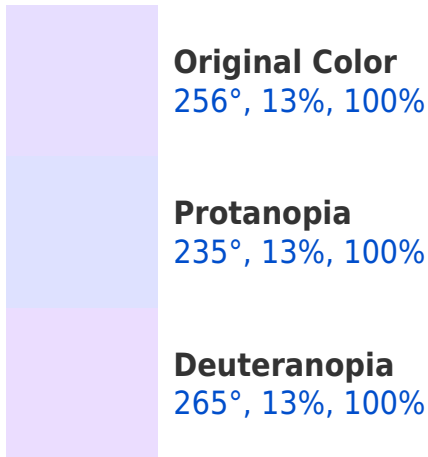 Original Color
256°, 13%, 100%
Protanopia
235°, 13%, 100%
Deuteranopia
265°, 13%, 100%